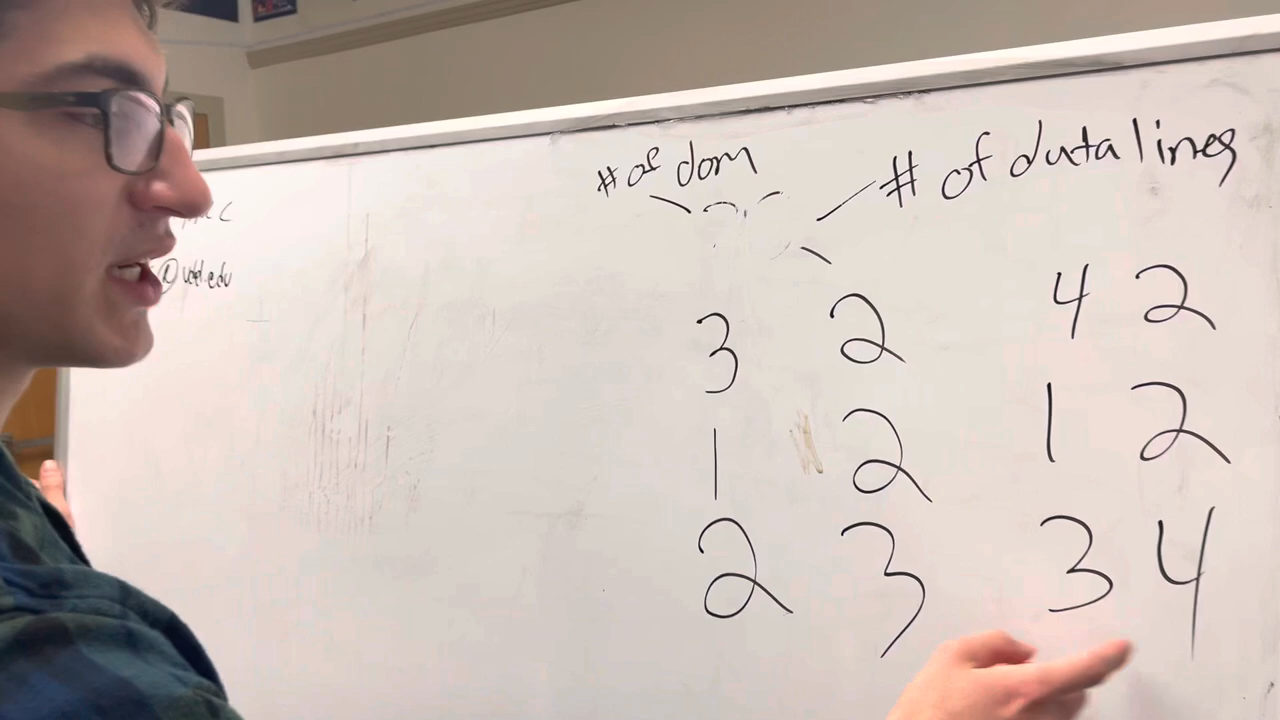 # of dom
# of data lines
3 2 4 2
1 2 1 2
2 3 3 4